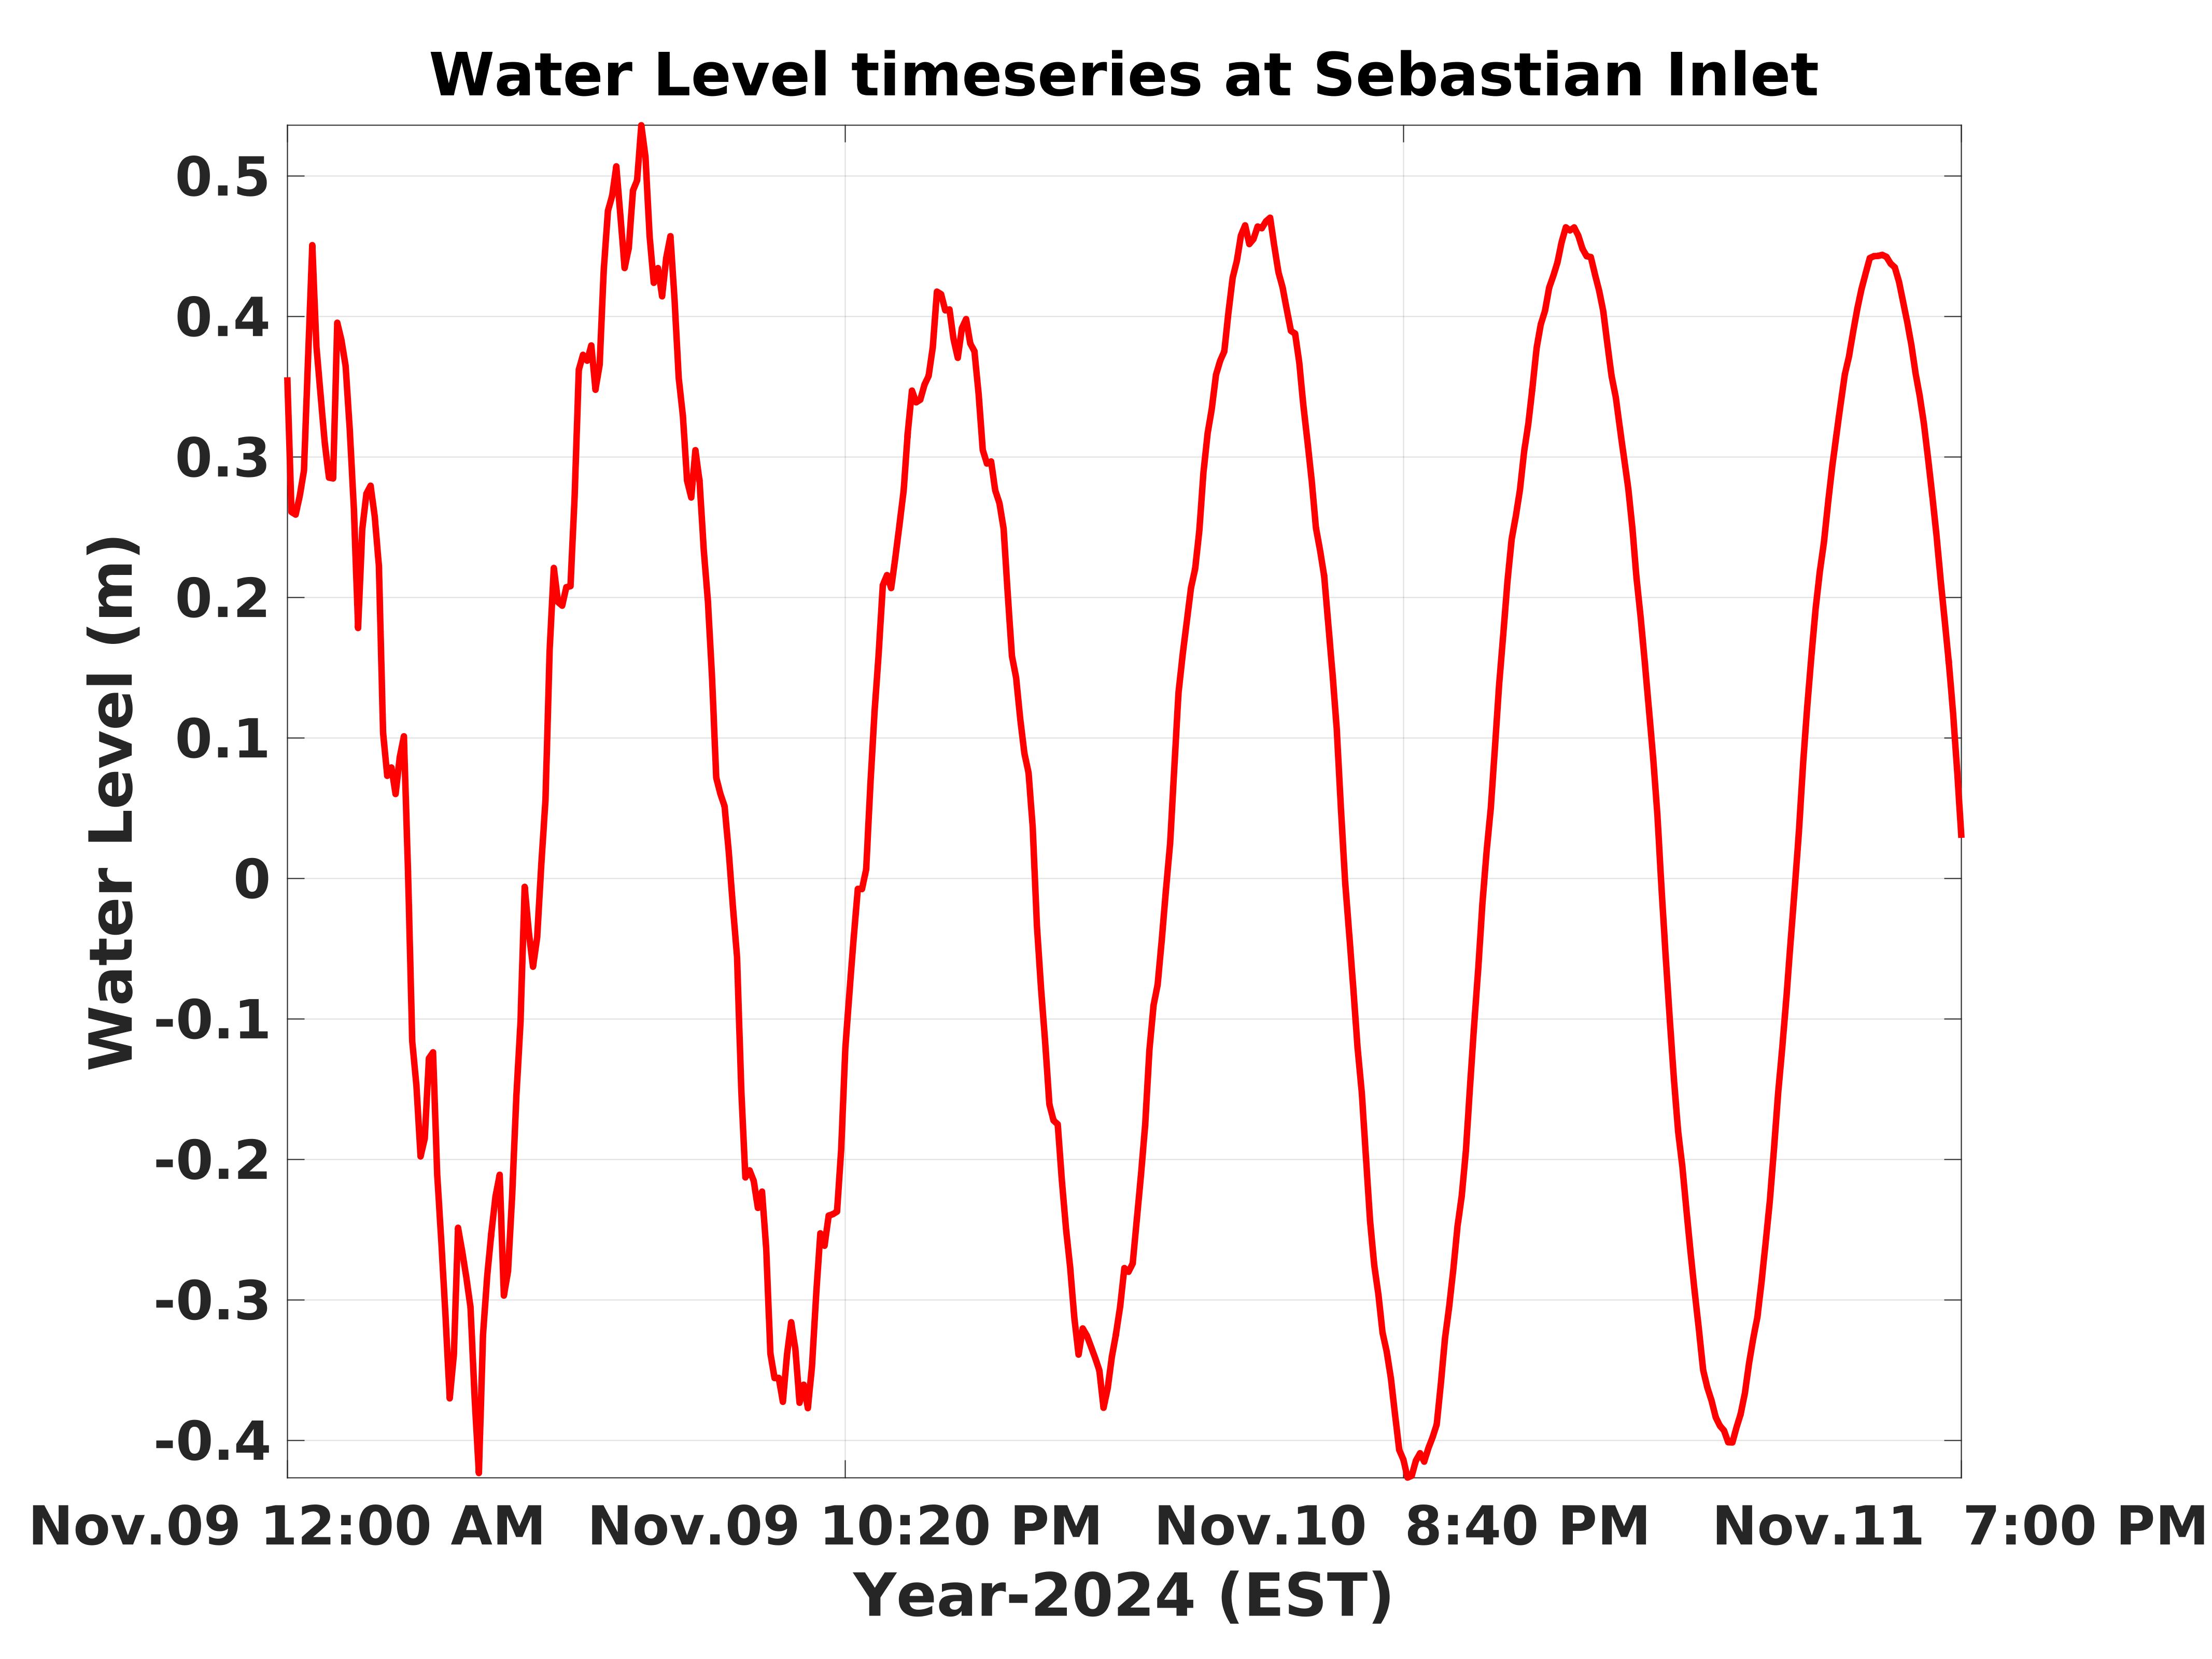 Water Level timeseries at Sebastian Inlet
Water Level (m)
0.5
0.4
0.3
0.2
0.1
0
-0.1
-0.2
-0.3
-0.4
Nov.09 12:00 AM Nov.09 10:20 PM Nov.10 8:40 PM Nov.11 7:00 PM
Year-2024 (EST)